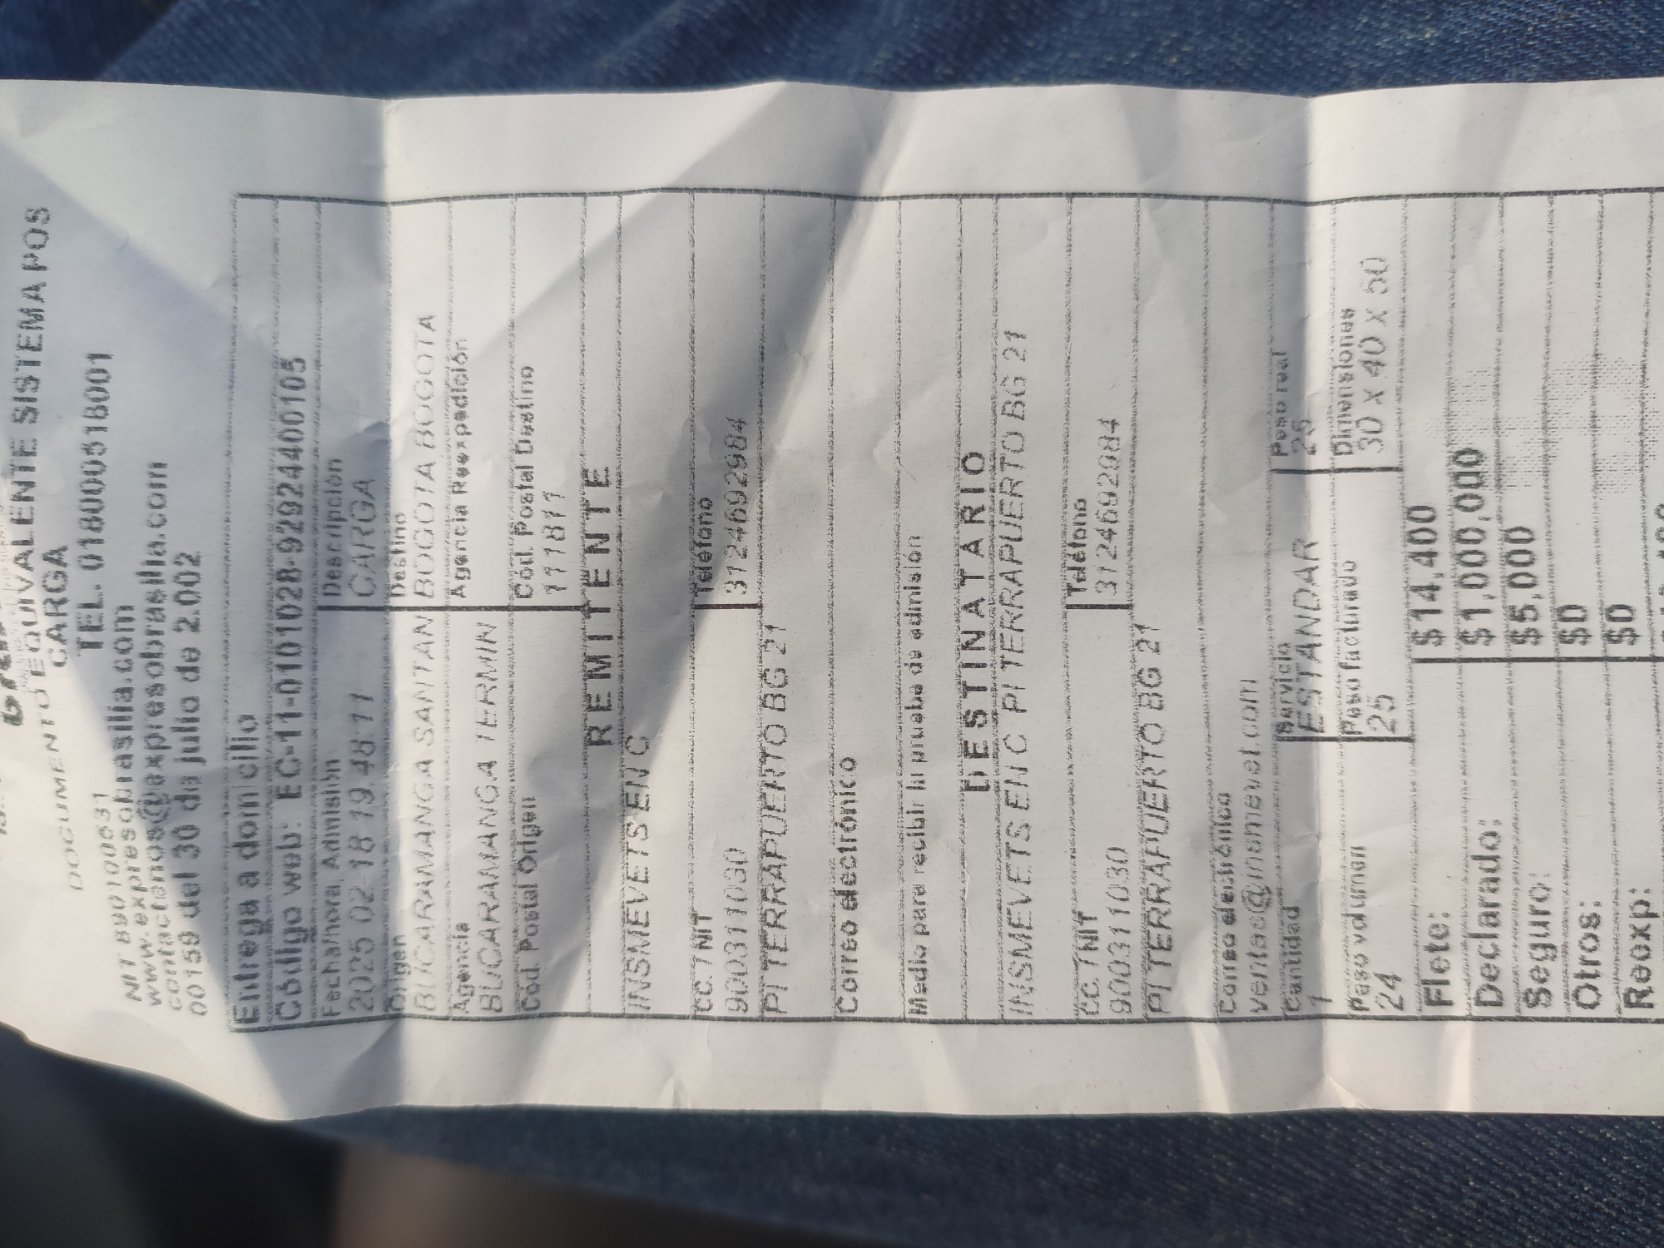 DOCUMENTO EQUIVALENTE SISTEMA POS
CARGA
TEL. 018000518001
NIT 890100531
www.expresobrasilia.com
contactenos@expresobrasilia.com
00159 del 30 de julio de 2.002
Entrega a domicilio
Código web: EC-11-0101028-92924400105
Fecha/hora, Admisión Descripción
2025 02-18 19 48 11 CARGA
Origen Destino
BUCARAMANGA SANTAN BOGOTA BOGOTA
Agencia Agencia Reexpedición
BUCARAMANGA TERMIN
Cód. Postal Origen Cód. Postal Destino
111811
REMITENTE
INSMEVETS EN C
CC. / NIT Teléfono
900311030 3124692984
PI TERRAPUERTO BG 21
Correo electrónico
Medio para recibir la prueba de admisión
DESTINATARIO
INSMEVETS EN C PI TERRAPUERTO BG 21
C.C. / NIT Teléfono
900311030 3124692984
PI TERRAPUERTO BG 21
Correo electrónico
ventas@insmevet.com
Cantidad Servicio Peso real
1 ESTANDAR 25
Peso volumen Peso facturado Dimensiones
24 25 30 x 40 x 50
Flete: $14,400
Declarado: $1,000,000
Seguro: $5,000
Otros: $0
Reexp: $0